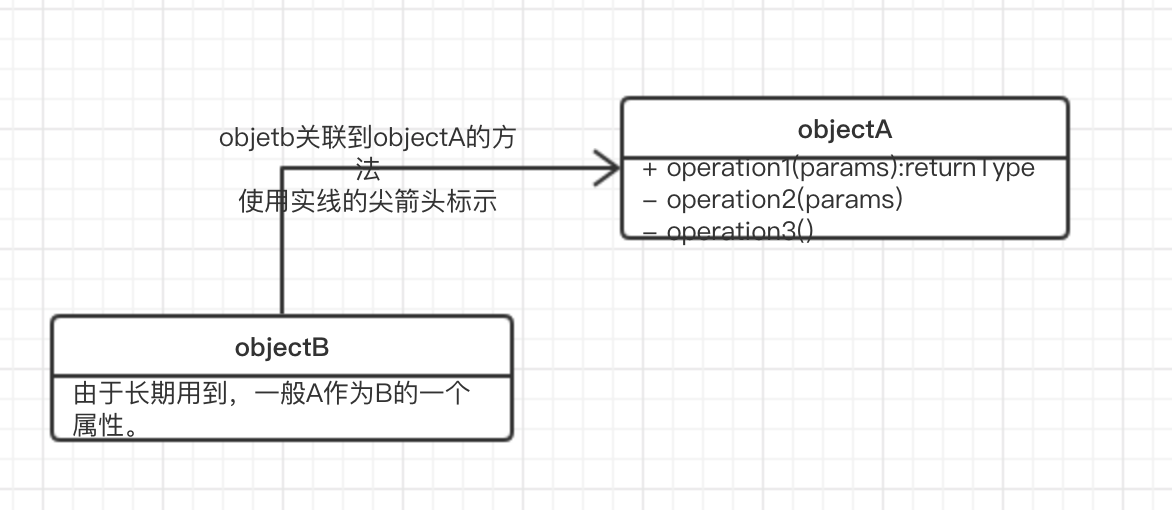 objetb关联到objectA的方
法
使用实线的尖箭头标示
objectA
+ operation1(params):returnType
- operation2(params)
- operation3()
objectB
由于长期用到，一般A作为B的一个
属性。